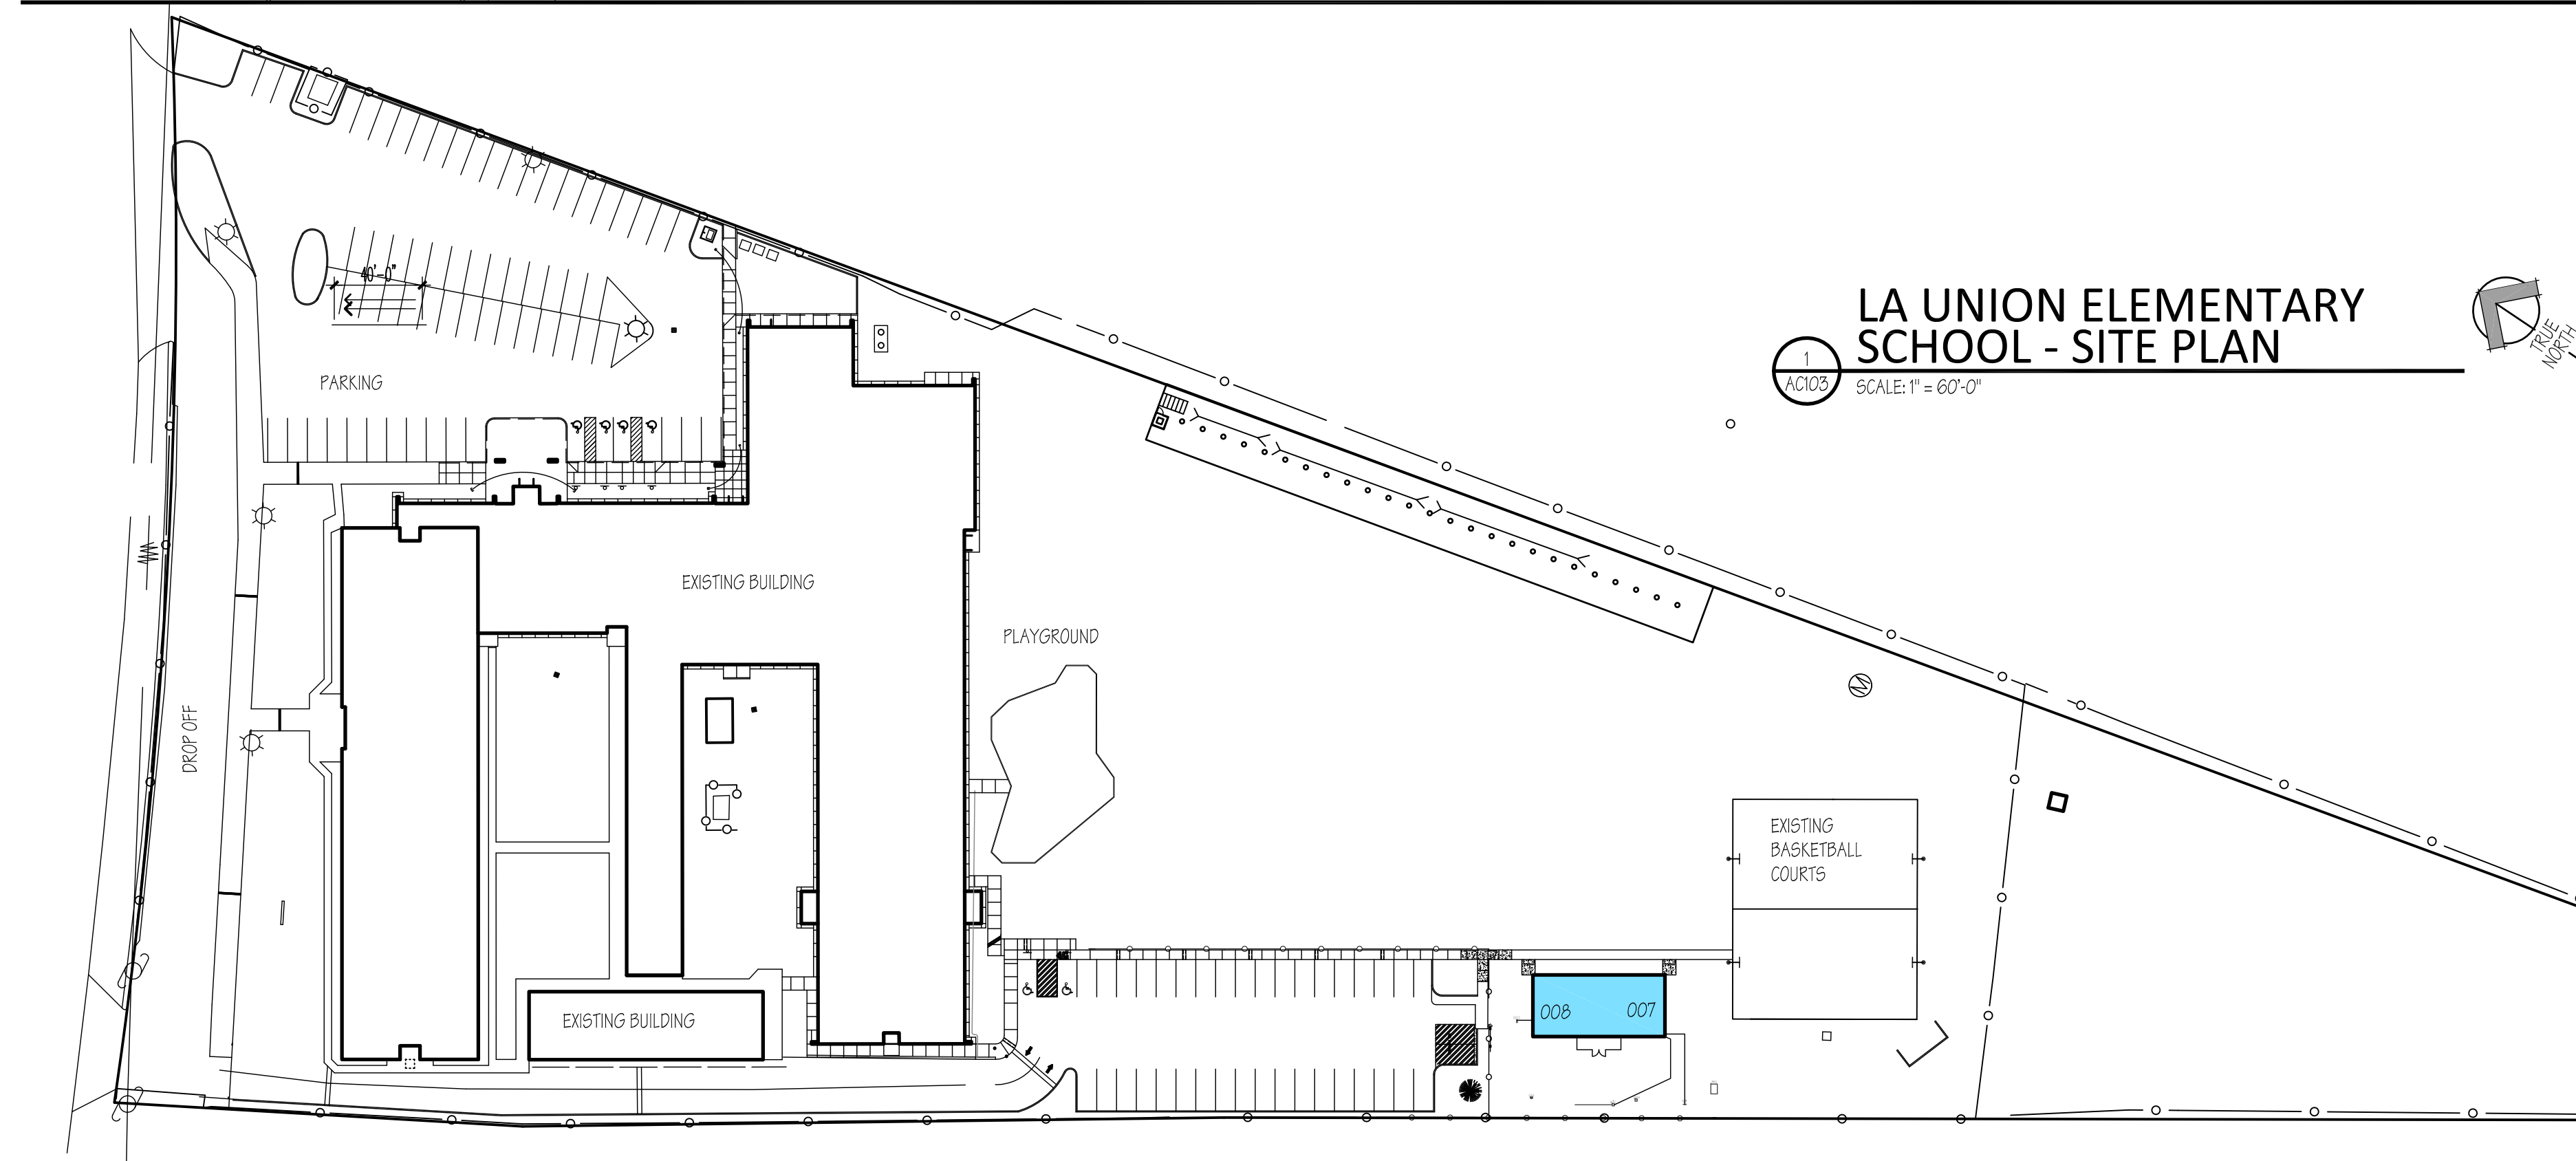 40'-0"
LA UNION ELEMENTARY
SCHOOL - SITE PLAN
1
AC103
SCALE: 1" = 60'-0"
TRUE
NORTH
PARKING
EXISTING BUILDING
PLAYGROUND
DROP OFF
M
EXISTING
BASKETBALL
COURTS
008
007
EXISTING BUILDING